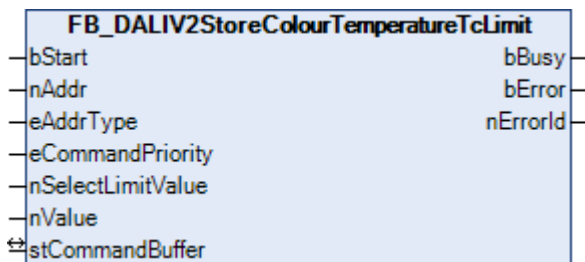 FB_DALIV2StoreColourTemperatureTcLimit
bStart bBusy
nAddr bError
eAddrType nErrorId
eCommandPriority
nSelectLimitValue
nValue
stCommandBuffer